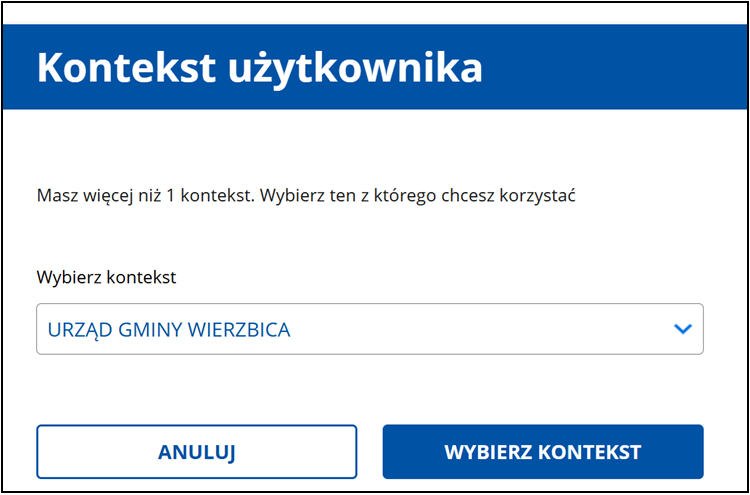 Kontekst użytkownika
Masz więcej niż 1 kontekst. Wybierz ten z którego chcesz korzystać
Wybierz kontekst
URZĄD GMINY WIERZBICA
ANULUJ
WYBIERZ KONTEKST